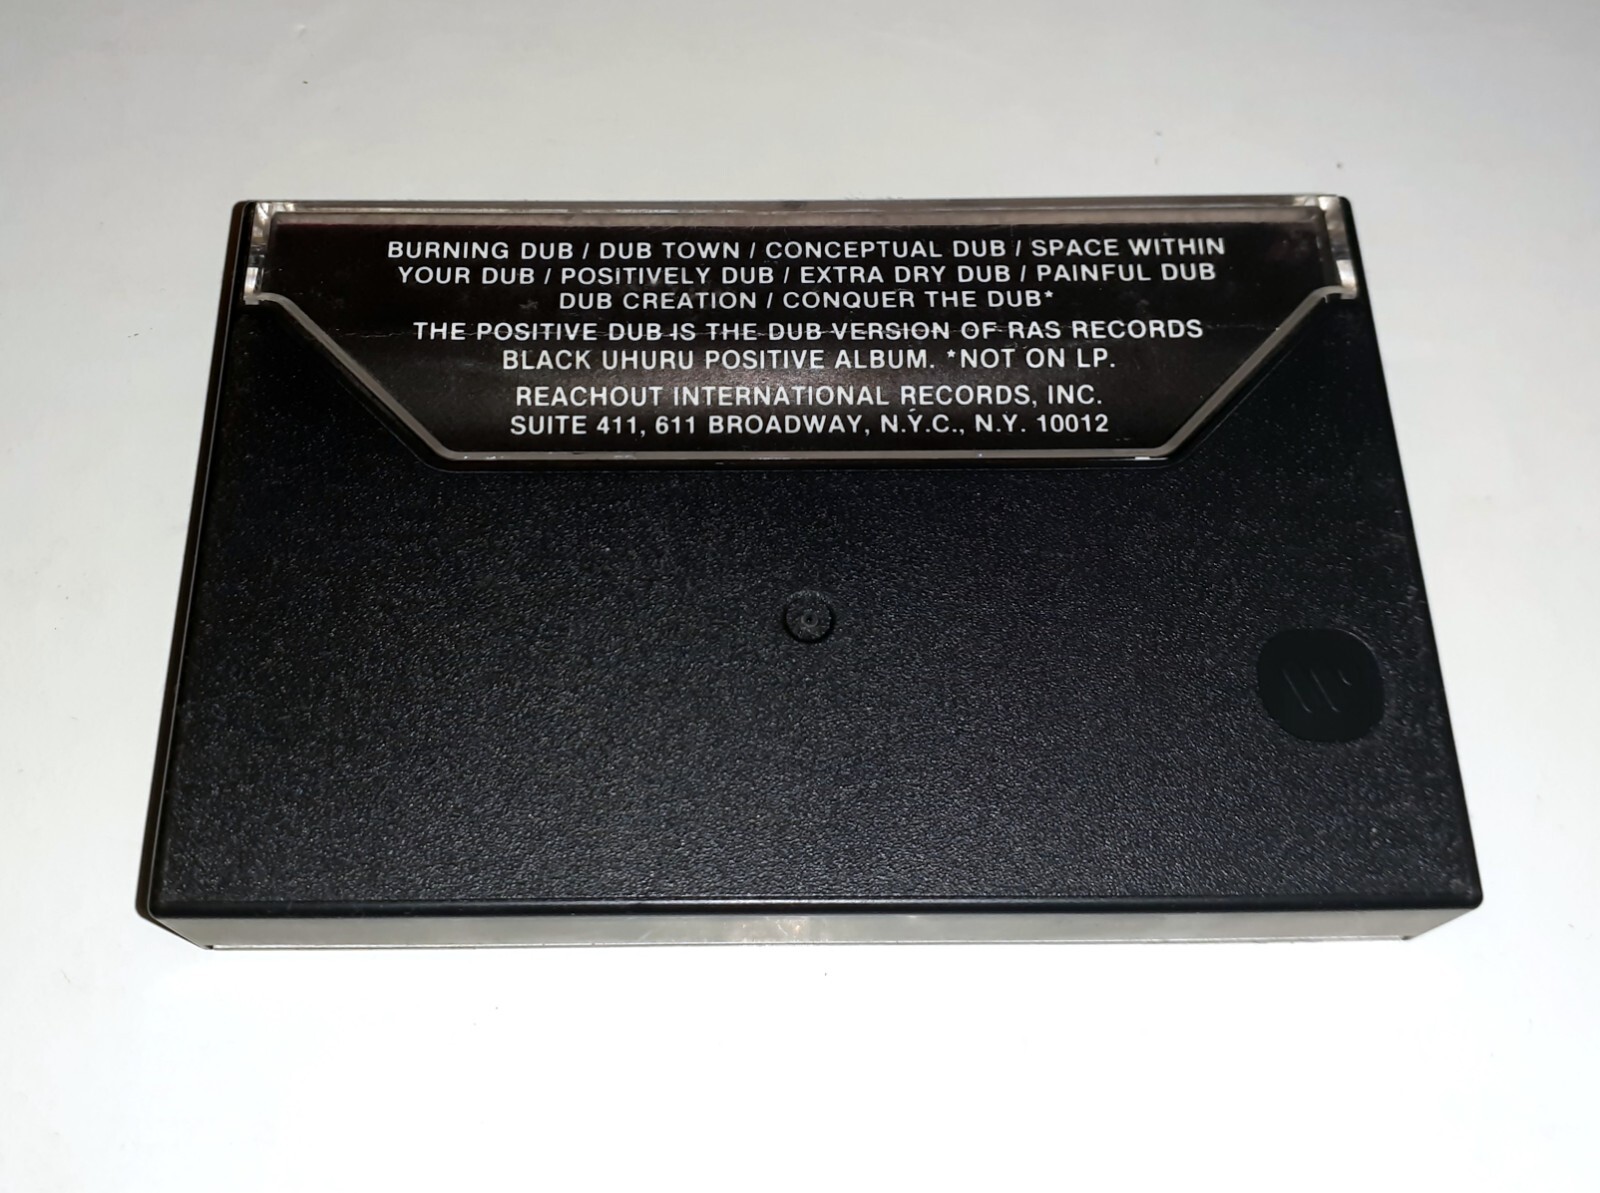 BURNING DUB / DUB TOWN / CONCEPTUAL DUB / SPACE WITHIN
YOUR DUB / POSITIVELY DUB / EXTRA DRY DUB / PAINFUL DUB
DUB CREATION / CONQUER THE DUB*
THE POSITIVE DUB IS THE DUB VERSION OF RAS RECORDS
BLACK UHURU POSITIVE ALBUM. *NOT ON LP.
REACHOUT INTERNATIONAL RECORDS, INC.
SUITE 411, 611 BROADWAY, N.Y.C., N.Y. 10012